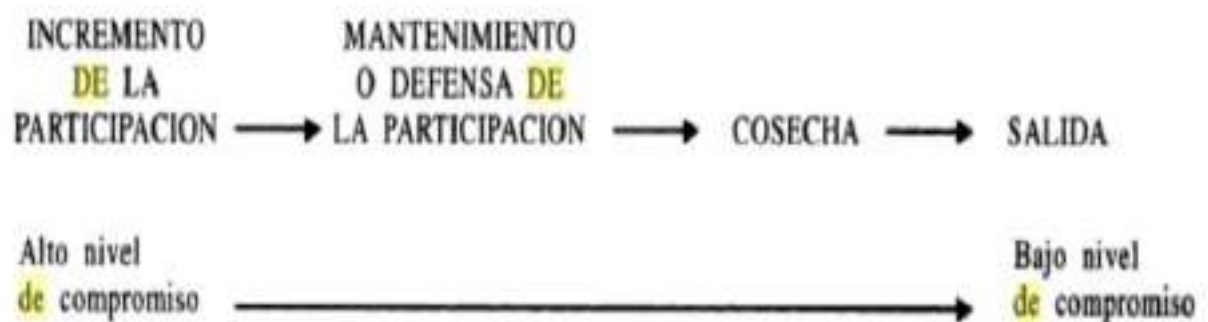 INCREMENTO
DE LA
PARTICIPACION
MANTENIMIENTO
O DEFENSA DE
LA PARTICIPACION
COSECHA
SALIDA
Alto nivel
de compromiso
Bajo nivel
de compromiso